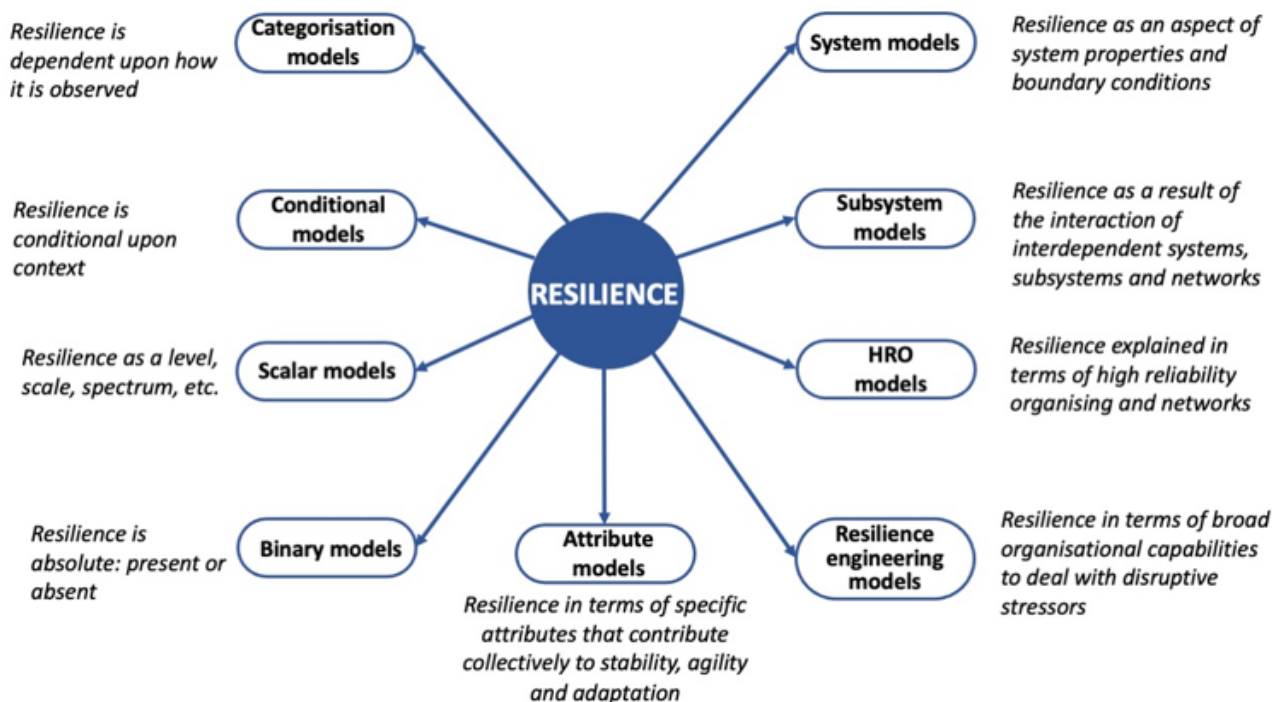 Resilience is
dependent upon how
it is observed
Categorisation
models
System models
Resilience as an aspect of
system properties and
boundary conditions
Resilience is
conditional upon
context
Conditional
models
Subsystem
models
Resilience as a result of
the interaction of
interdependent systems,
subsystems and networks
RESILIENCE
Resilience as a level,
scale, spectrum, etc.
Scalar models
HRO
models
Resilience explained in
terms of high reliability
organising and networks
Resilience is
absolute: present or
absent
Binary models
Attribute
models
Resilience in terms of specific
attributes that contribute
collectively to stability, agility
and adaptation
Resilience
engineering
models
Resilience in terms of broad
organisational capabilities
to deal with disruptive
stressors